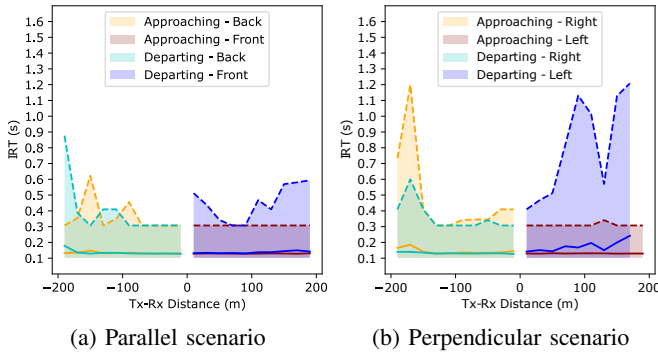 1.6
1.5
1.4
1.3
1.2
1.1
1.0
0.9
0.8
0.7
0.6
0.5
0.4
0.3
0.2
0.1
IRT (s)
Approaching - Back
Approaching - Front
Departing - Back
Departing - Front
−200 −100 0 100 200
Tx-Rx Distance (m)
(a) Parallel scenario
1.6
1.5
1.4
1.3
1.2
1.1
1.0
0.9
0.8
0.7
0.6
0.5
0.4
0.3
0.2
0.1
IRT (s)
Approaching - Right
Approaching - Left
Departing - Right
Departing - Left
−200 −100 0 100 200
Tx-Rx Distance (m)
(b) Perpendicular scenario